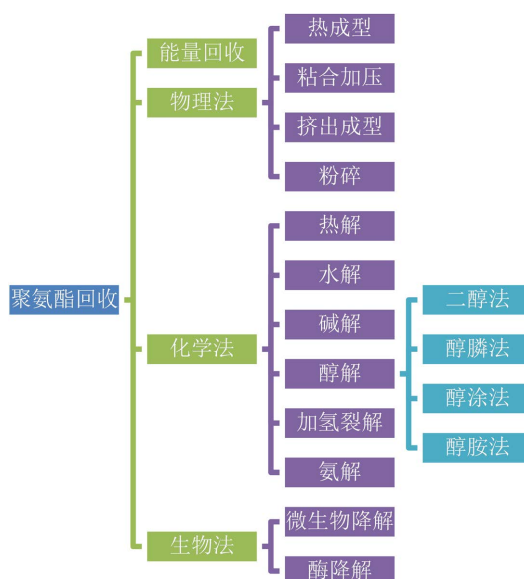 聚氨酯回收
能量回收
物理法
热成型
粘合加压
挤出成型
粉碎
化学法
热解
水解
碱解
醇解
二醇法
醇膦法
醇涂法
醇胺法
加氢裂解
氨解
生物法
微生物降解
酶降解